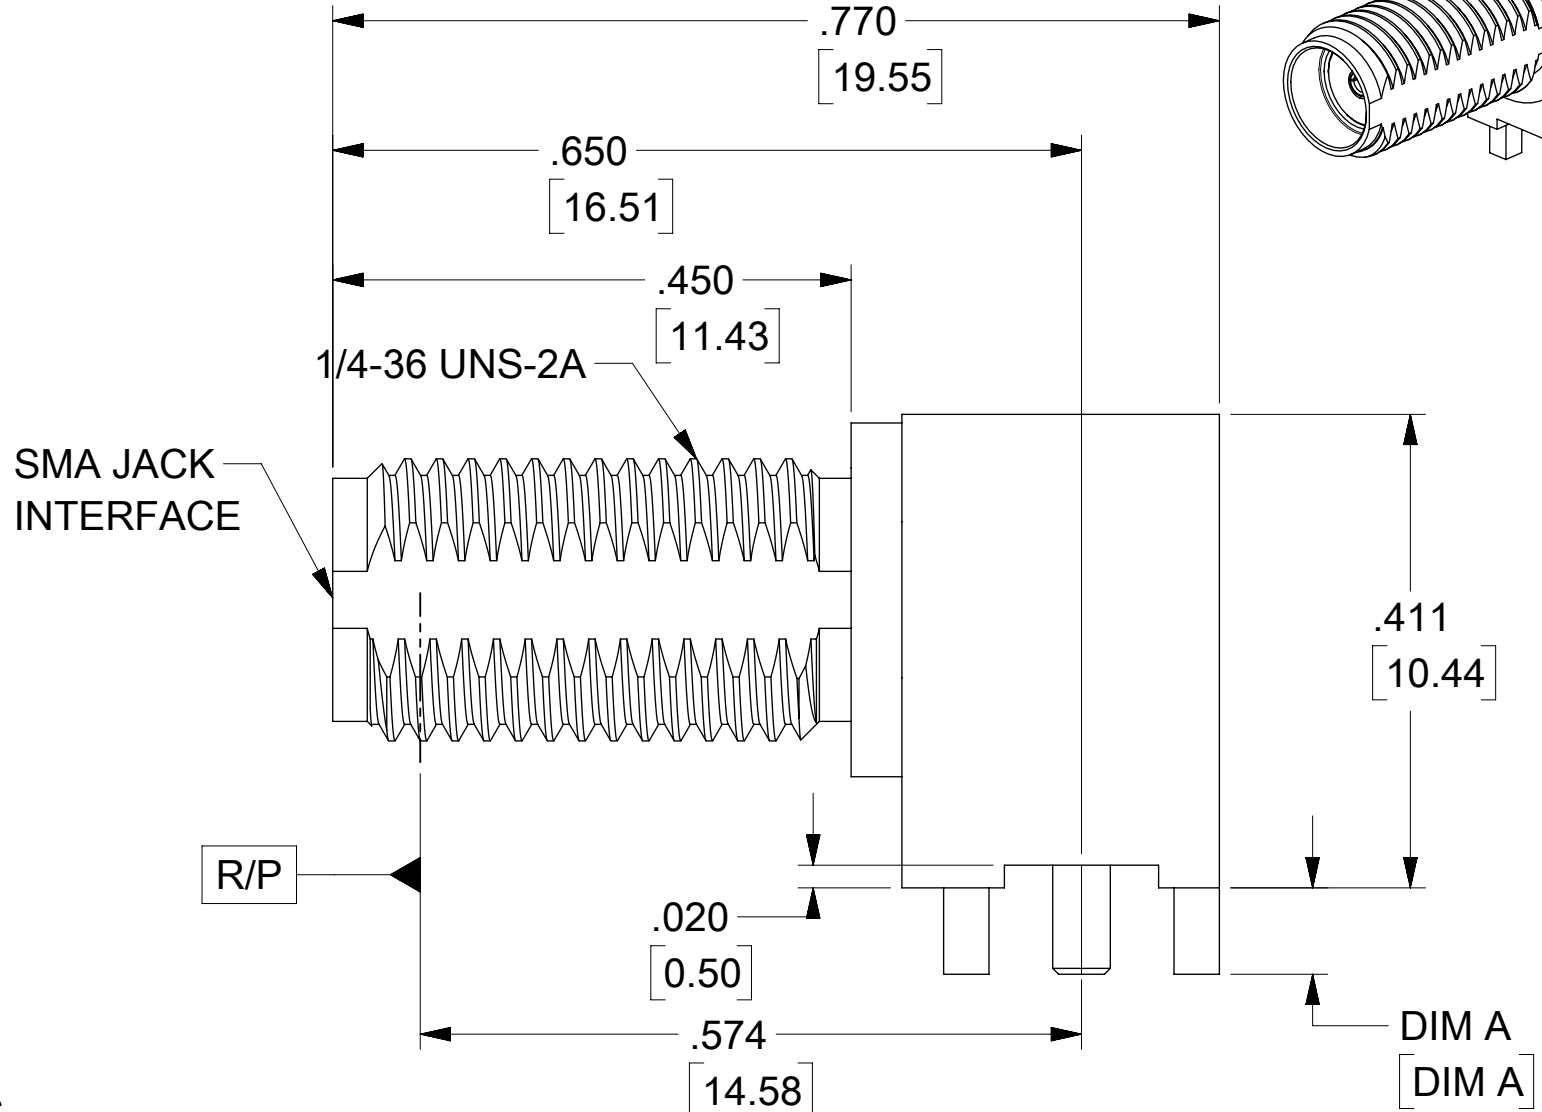 .770
[19.55]
.650
[16.51]
.450
[11.43]
1/4-36 UNS-2A
SMA JACK
INTERFACE
.411
[10.44]
R/P
.020
[0.50]
.574
[14.58]
DIM A
[DIM A]